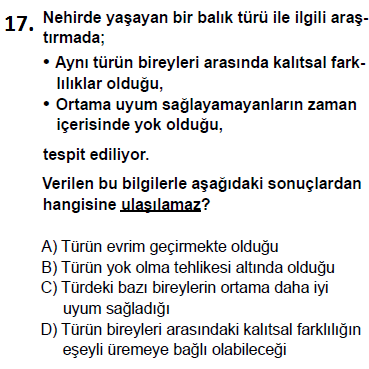 17. Nehirde yaşayan bir balık türü ile ilgili araş-
tırmada;
• Aynı türün bireyleri arasında kalıtsal fark-
lılıklar olduğu,
• Ortama uyum sağlayamayanların zaman
içerisinde yok olduğu,
tespit ediliyor.
Verilen bu bilgilerle aşağıdaki sonuçlardan
hangisine ulaşılamaz?
A) Türün evrim geçirmekte olduğu
B) Türün yok olma tehlikesi altında olduğu
C) Türdeki bazı bireylerin ortama daha iyi
uyum sağladığı
D) Türün bireyleri arasındaki kalıtsal farklılığın
eşeyli üremeye bağlı olabileceği